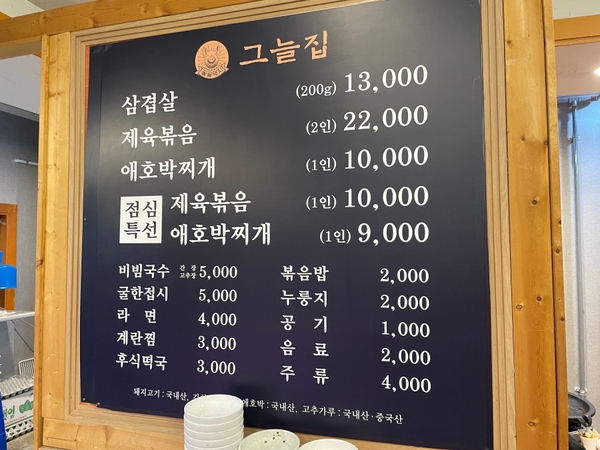 그늘집
삼겹살 (200g) 13,000
제육볶음 (2인) 22,000
애호박찌개 (1인) 10,000
점심특선
제육볶음 (1인) 10,000
애호박찌개 (1인) 9,000
비빔국수 간장 고추장 5,000
굴한접시 5,000
라면 4,000
계란찜 3,000
후식떡국 3,000
볶음밥 2,000
누룽지 2,000
공기 1,000
음료 2,000
주류 4,000
돼지고기 : 국내산, 애호박 : 국내산, 고추가루 : 국내산·중국산